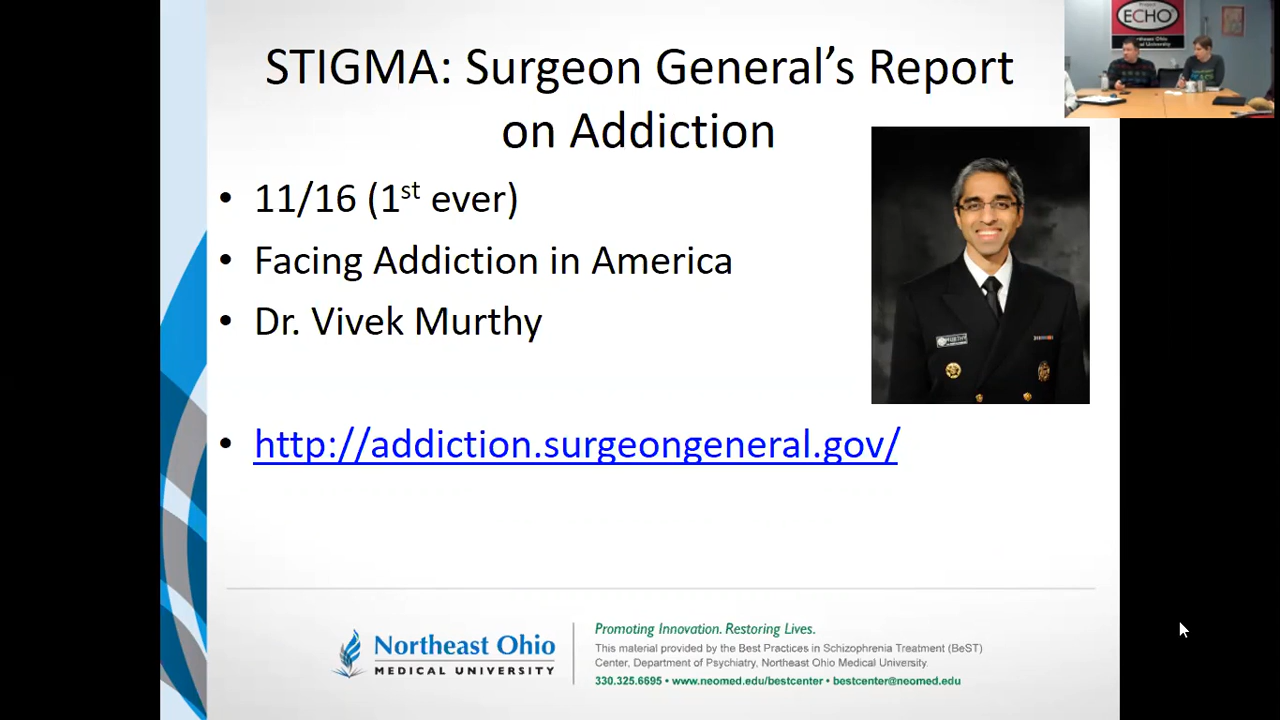 STIGMA: Surgeon General's Report
on Addiction
• 11/16 (1st ever)
• Facing Addiction in America
• Dr. Vivek Murthy
• http://addiction.surgeongeneral.gov/
MURTHY
ECHO
Northeast Ohio
MEDICAL UNIVERSITY
Promoting Innovation. Restoring Lives.
This material provided by the Best Practices in Schizophrenia Treatment (BeST)
Center, Department of Psychiatry, Northeast Ohio Medical University.
330.325.6695 • www.neomed.edu/bestcenter • bestcenter@neomed.edu